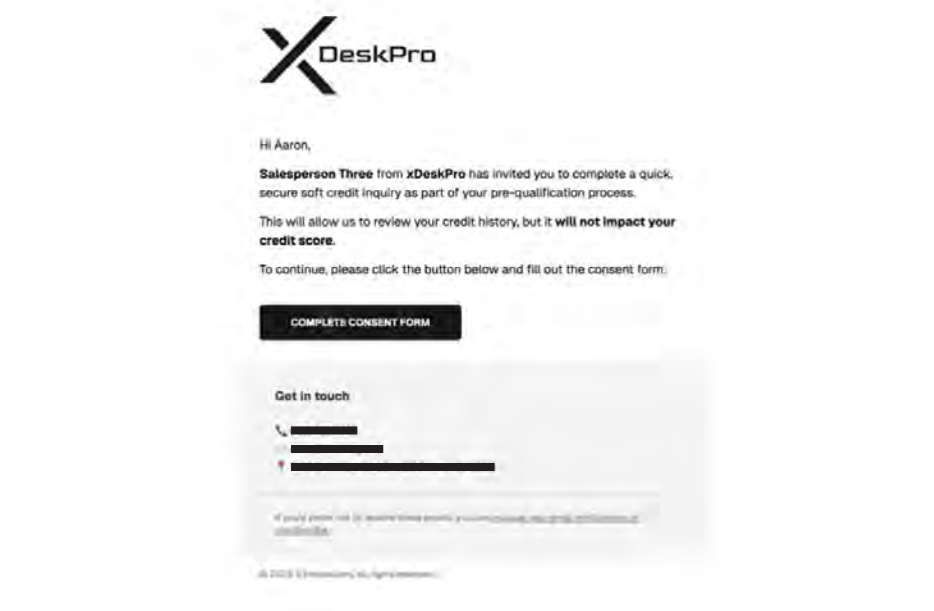 XDeskPro
Hi Aaron,
Salesperson Three from xDeskPro has invited you to complete a quick,
secure soft credit inquiry as part of your pre-qualification process.
This will allow us to review your credit history, but it will not impact your
credit score.
To continue, please click the button below and fill out the consent form.
COMPLETE CONSENT FORM
Get in touch